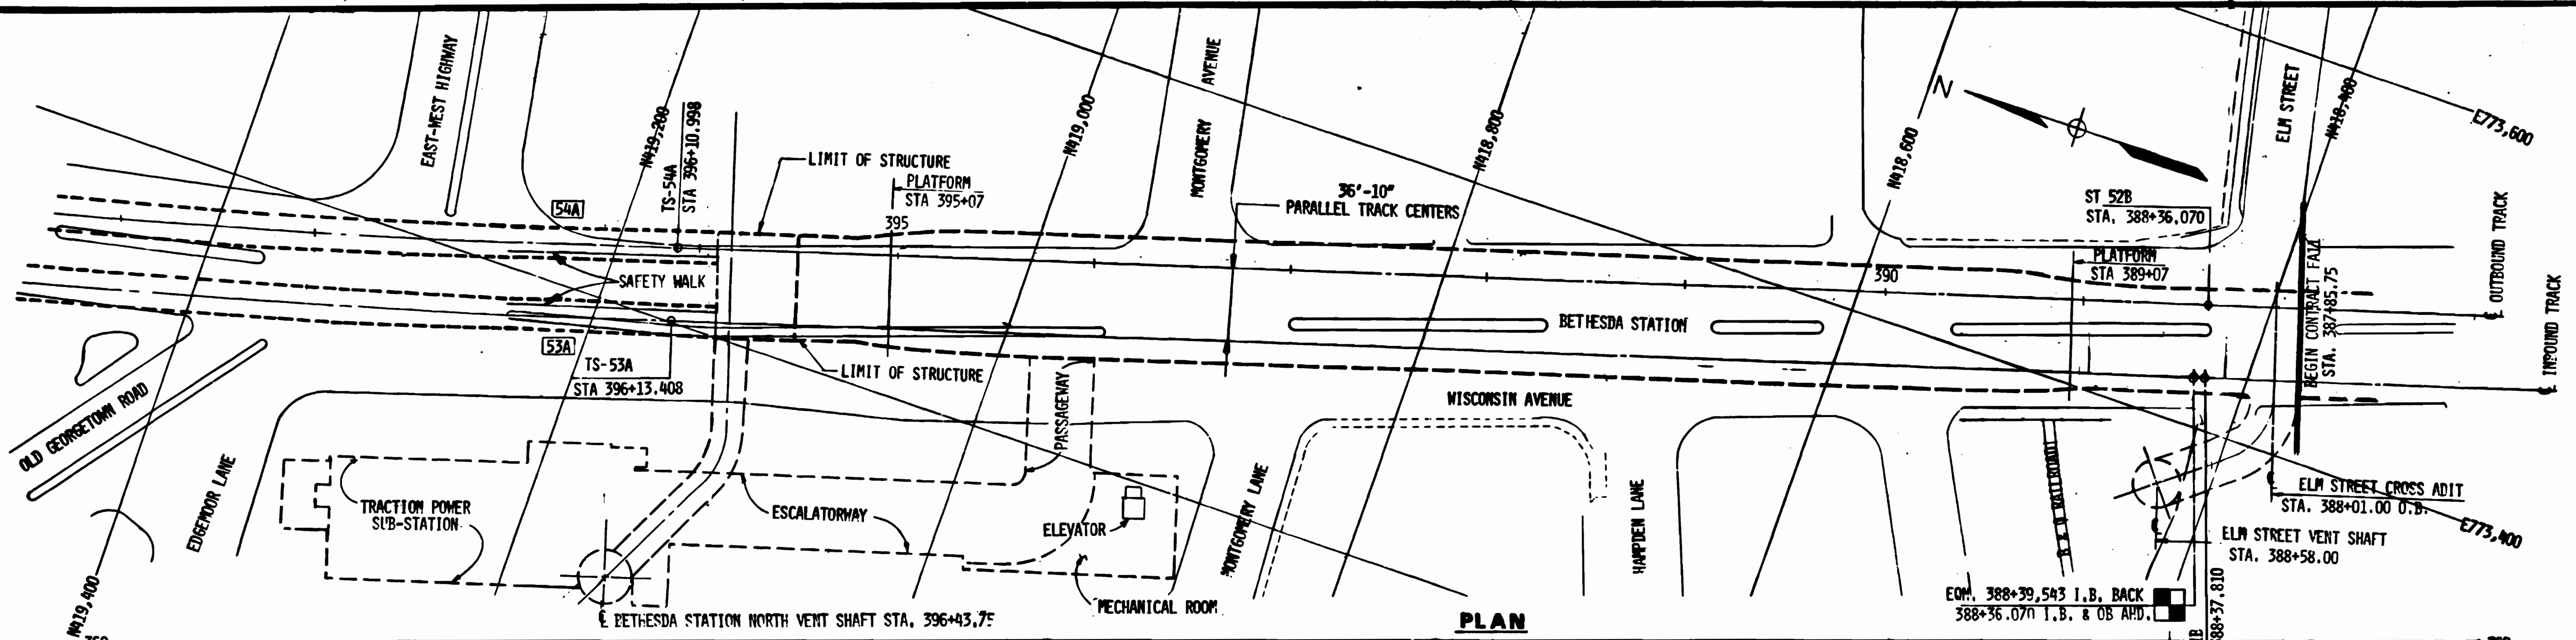 EAST-WEST HIGHWAY
N419,200
TS-54A
STA 396+10.998
LIMIT OF STRUCTURE
PLATFORM
STA 395+07
395
54A
SAFETY WALK
N419,000
MONTGOMERY AVENUE
36'-10"
PARALLEL TRACK CENTERS
N418,800
N418,600
N
ST 52B
STA. 388+36.070
ELM STREET
N418,400
E773,600
PLATFORM
STA 389+07
390
BEGIN CONTRACT
STA. 387+85.75
℄ OUTBOUND TRACK
℄ INBOUND TRACK
BETHESDA STATION
53A
TS-53A
STA 396+13.408
LIMIT OF STRUCTURE
PASSAGEWAY
WISCONSIN AVENUE
OLD GEORGETOWN ROAD
EDGEMOOR LANE
TRACTION POWER
SUB-STATION
ESCALATORWAY
ELEVATOR
MONTGOMERY LANE
HAMPDEN LANE
B & O RAILROAD
ELM STREET CROSS ADIT
STA. 388+01.00 O.B.
E773,400
ELM STREET VENT SHAFT
STA. 388+58.00
N419,400
℄ BETHESDA STATION NORTH VENT SHAFT STA. 396+43.75
MECHANICAL ROOM
PLAN
EQN. 388+39.543 I.B. BACK
388+36.070 I.B. & OB AHD.
88+37.810